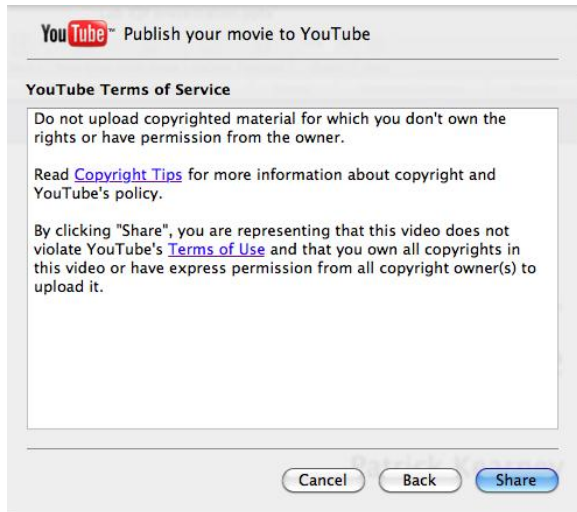 YouTube™ Publish your movie to YouTube
YouTube Terms of Service
Do not upload copyrighted material for which you don't own the
rights or have permission from the owner.
Read Copyright Tips for more information about copyright and
YouTube's policy.
By clicking "Share", you are representing that this video does not
violate YouTube's Terms of Use and that you own all copyrights in
this video or have express permission from all copyright owner(s) to
upload it.
Patrick Kearney
Cancel Back Share